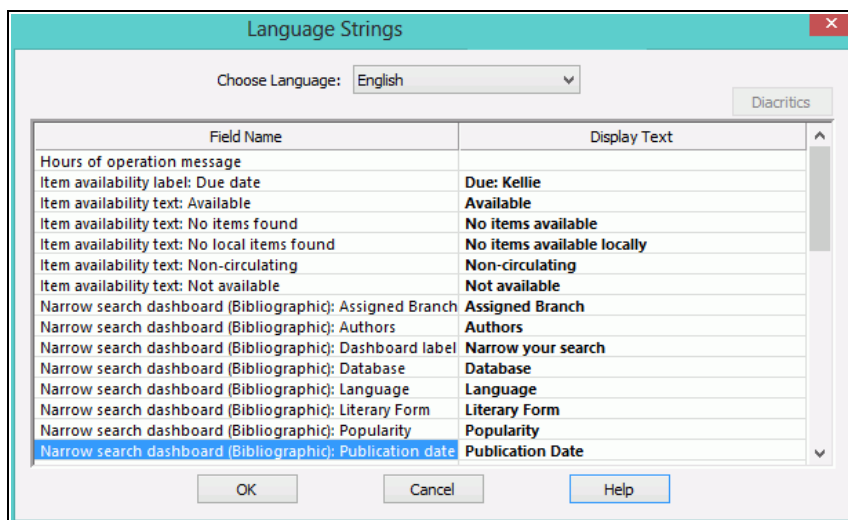 Language Strings
Choose Language: English
Diacritics
Field Name Display Text
Hours of operation message
Item availability label: Due date Due: Kellie
Item availability text: Available Available
Item availability text: No items found No items available
Item availability text: No local items found No items available locally
Item availability text: Non-circulating Non-circulating
Item availability text: Not available Not available
Narrow search dashboard (Bibliographic): Assigned Branch Assigned Branch
Narrow search dashboard (Bibliographic): Authors Authors
Narrow search dashboard (Bibliographic): Dashboard label Narrow your search
Narrow search dashboard (Bibliographic): Database Database
Narrow search dashboard (Bibliographic): Language Language
Narrow search dashboard (Bibliographic): Literary Form Literary Form
Narrow search dashboard (Bibliographic): Popularity Popularity
Narrow search dashboard (Bibliographic): Publication date Publication Date
OK Cancel Help